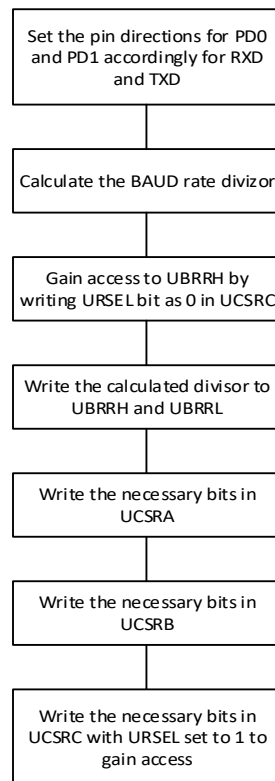 Set the pin directions for PD0
and PD1 accordingly for RXD
and TXD
Calculate the BAUD rate divizor
Gain access to UBRRH by
writing URSEL bit as 0 in UCSRC
Write the calculated divisor to
UBRRH and UBRRL
Write the necessary bits in
UCSRA
Write the necessary bits in
UCSRB
Write the necessary bits in
UCSRC with URSEL set to 1 to
gain access